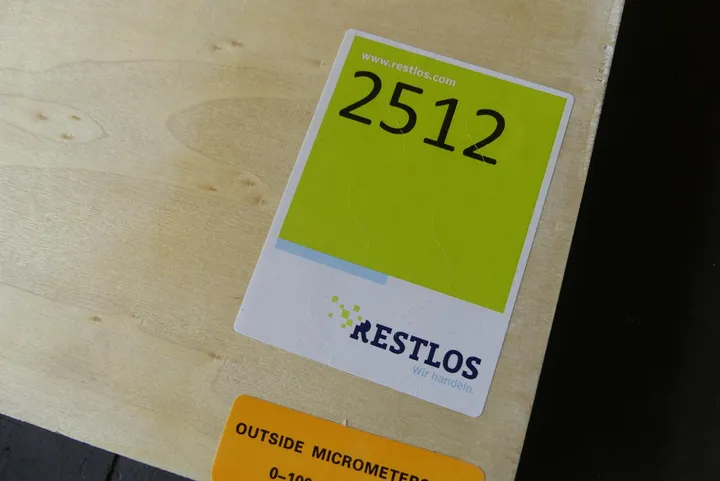 www.restlos.com
2512
RESTLOS
Wir handeln.
OUTSIDE MICROMETERS